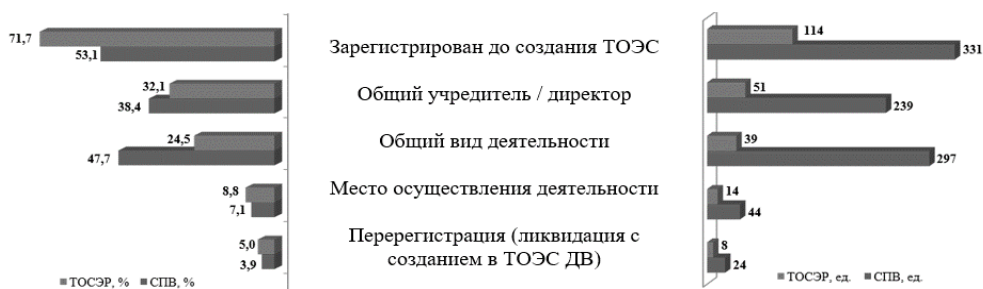 71,7
53,1
Зарегистрирован до создания ТОЭС
114
331
32,1
38,4
Общий учредитель / директор
51
239
24,5
47,7
Общий вид деятельности
39
297
8,8
7,1
Место осуществления деятельности
14
44
5,0
3,9
Перерегистрация (ликвидация с
созданием в ТОЭС ДВ)
8
24
ТОСЭР, % СПВ, %
ТОСЭР, ед. СПВ, ед.